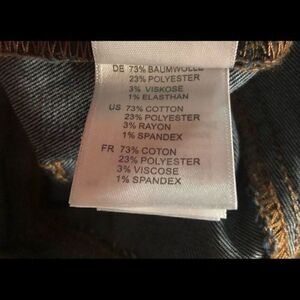 DE 73% BAUMWOLLE
23% POLYESTER
3% VISKOSE
1% ELASTHAN
US 73% COTTON
23% POLYESTER
3% RAYON
1% SPANDEX
FR 73% COTON
23% POLYESTER
3% VISCOSE
1% SPANDEX